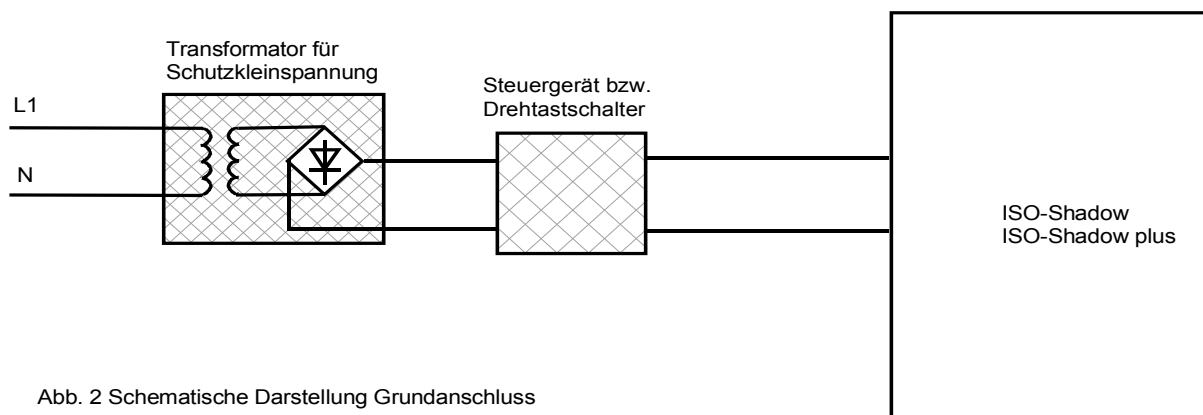 Transformator für
Schutzkleinspannung
Steuergerät bzw.
Drehtastschalter
L1
N
ISO-Shadow
ISO-Shadow plus
Abb. 2 Schematische Darstellung Grundanschluss